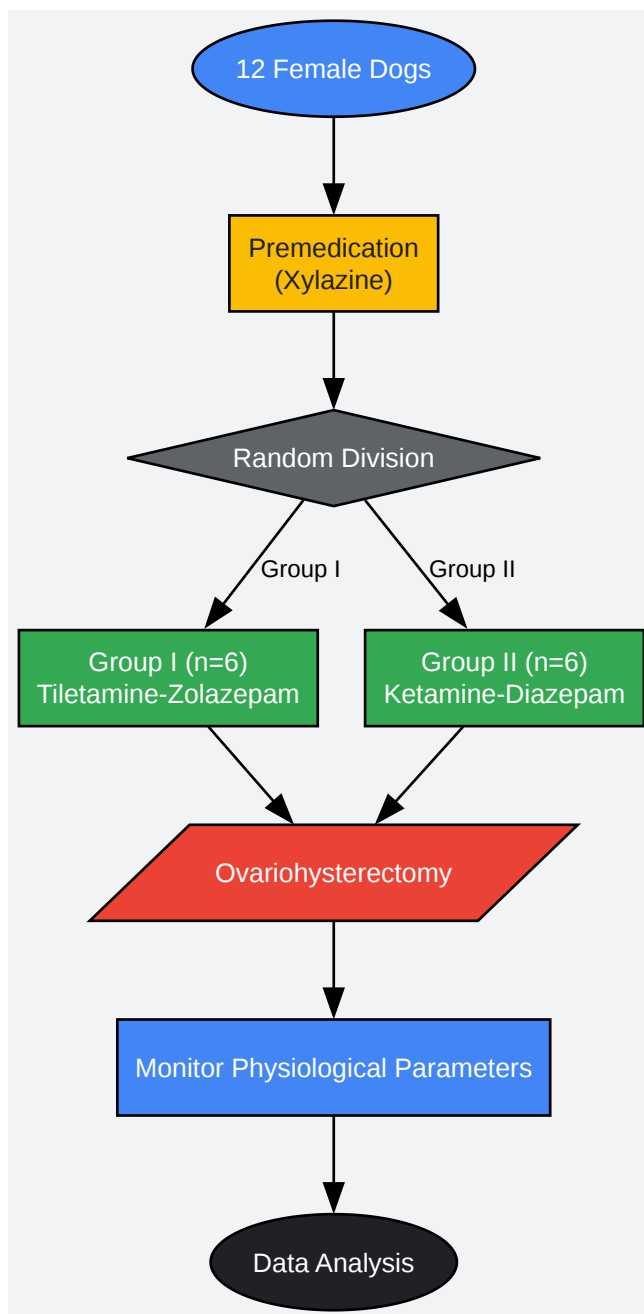 12 Female Dogs
Premedication
(Xylazine)
Random Division
Group I
Group II
Group I (n=6)
Tiletamine-Zolazepam
Group II (n=6)
Ketamine-Diazepam
Ovariohysterectomy
Monitor Physiological Parameters
Data Analysis